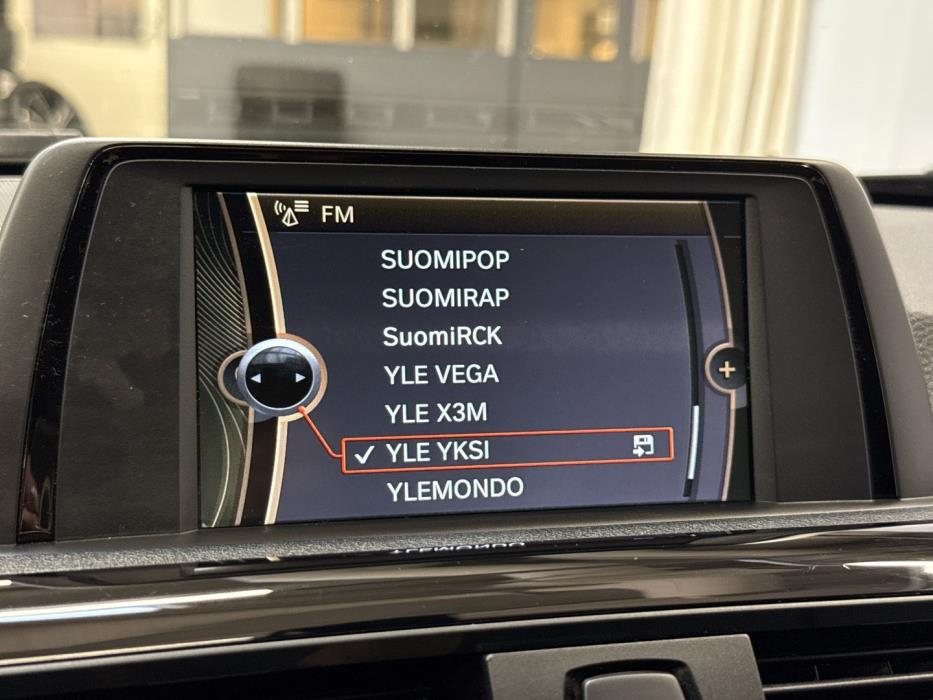 FM
SUOMIPOP
SUOMIRAP
SuomiRCK
YLE VEGA
YLE X3M
✓ YLE YKSI
YLEMONDO
+